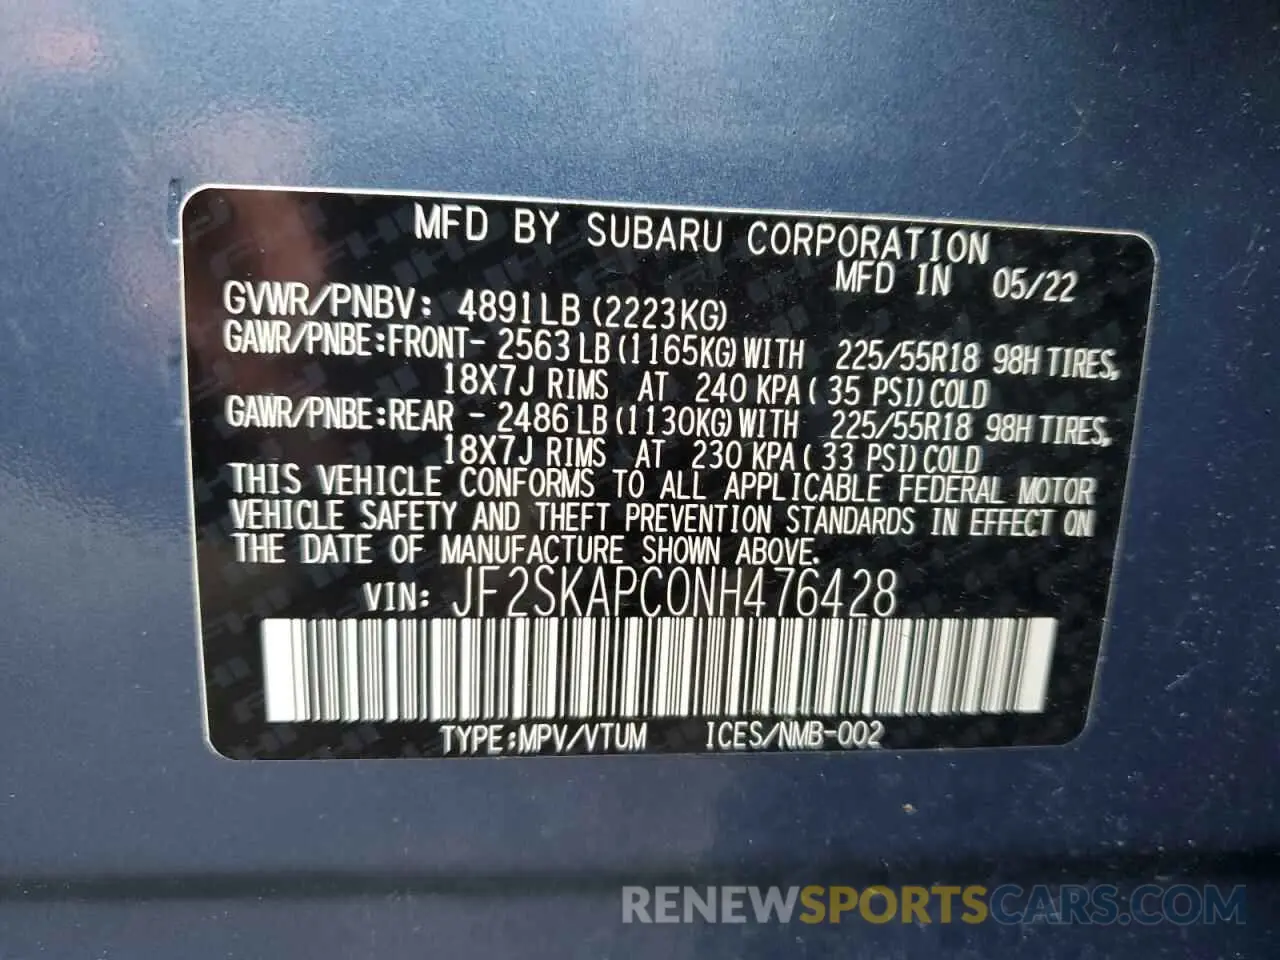 MFD BY SUBARU CORPORATION
MFD IN 05/22
GVWR/PNBV: 4891LB (2223KG)
GAWR/PNBE:FRONT- 2563 LB (1165KG) WITH 225/55R18 98H TIRES,
18X7J RIMS AT 240 KPA ( 35 PSI) COLD
GAWR/PNBE:REAR - 2486 LB (1130KG) WITH 225/55R18 98H TIRES,
18X7J RIMS AT 230 KPA ( 33 PSI) COLD
THIS VEHICLE CONFORMS TO ALL APPLICABLE FEDERAL MOTOR
VEHICLE SAFETY AND THEFT PREVENTION STANDARDS IN EFFECT ON
THE DATE OF MANUFACTURE SHOWN ABOVE.
VIN: JF2SKAPC0NH476428
TYPE:MPV/VTUM ICES/NMB-002
RENEWSPORTSCARS.COM